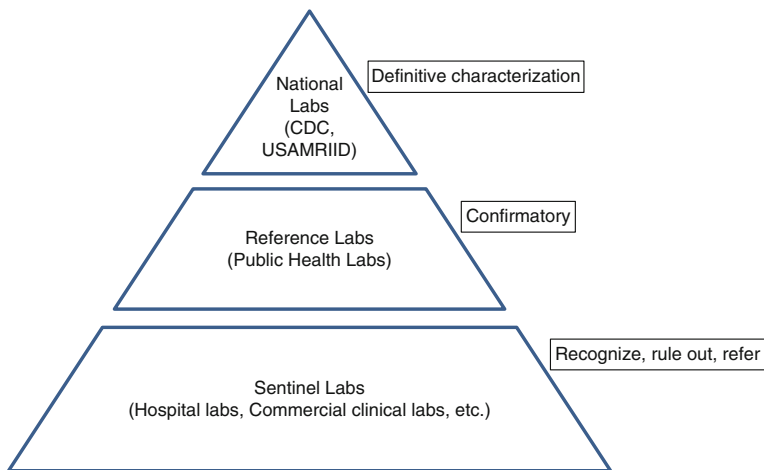 National
Labs
(CDC,
USAMRIID)
Definitive characterization
Reference Labs
(Public Health Labs)
Confirmatory
Sentinel Labs
(Hospital labs, Commercial clinical labs, etc.)
Recognize, rule out, refer